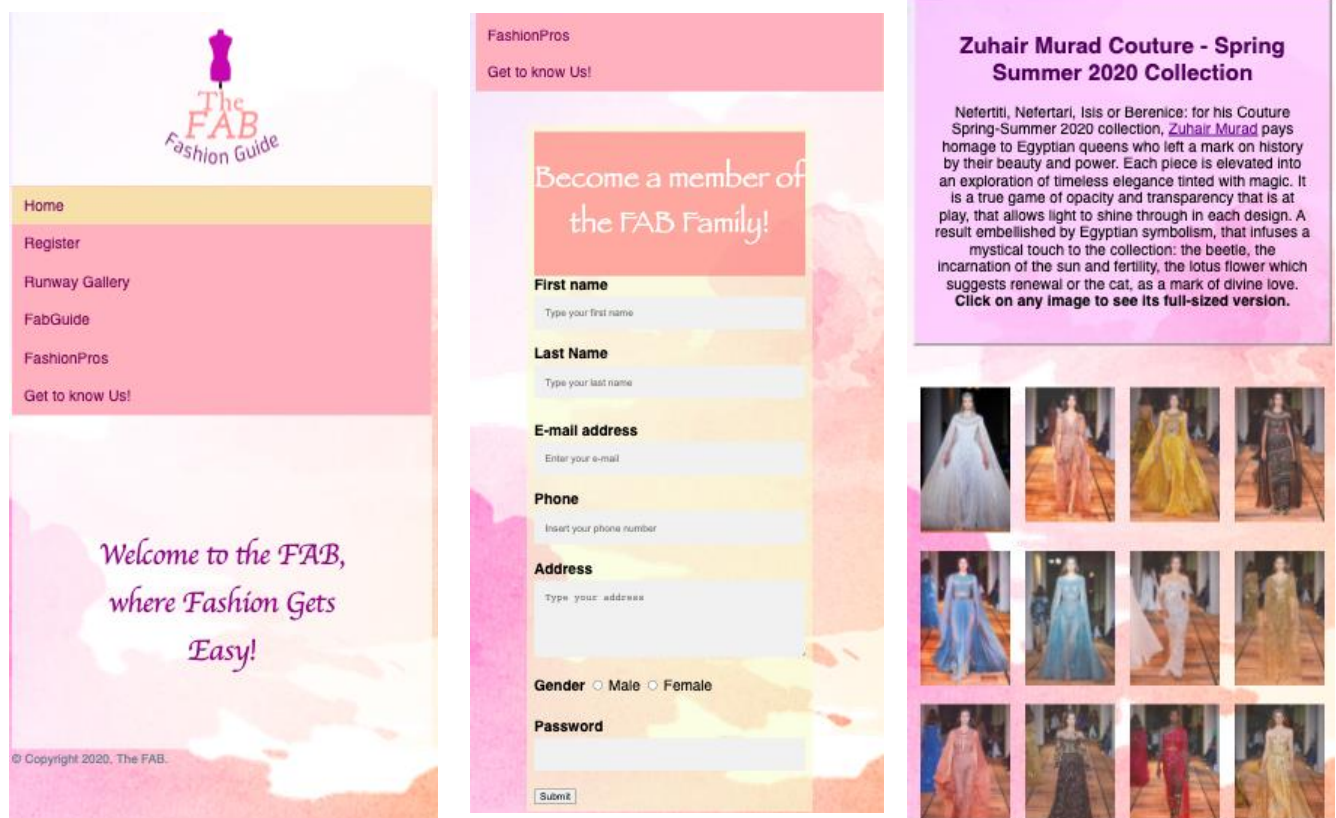 The
FAB
Fashion Guide
Home
Register
Runway Gallery
FabGuide
FashionPros
Get to know Us!
Welcome to the FAB,
where Fashion Gets
Easy!
© Copyright 2020, The FAB.
FashionPros
Get to know Us!
Become a member of
the FAB Family!
First name
Type your first name
Last Name
Type your last name
E-mail address
Enter your e-mail
Phone
Insert your phone number
Address
Type your address
Gender Male Female
Password
Submit
Zuhair Murad Couture - Spring
Summer 2020 Collection
Nefertiti, Nefertari, Isis or Berenice: for his Couture
Spring-Summer 2020 collection, Zuhair Murad pays
homage to Egyptian queens who left a mark on history
by their beauty and power. Each piece is elevated into
an exploration of timeless elegance tinted with magic. It
is a true game of opacity and transparency that is at
play, that allows light to shine through in each design. A
result embellished by Egyptian symbolism, that infuses a
mystical touch to the collection: the beetle, the
incarnation of the sun and fertility, the lotus flower which
suggests renewal or the cat, as a mark of divine love.
Click on any image to see its full-sized version.